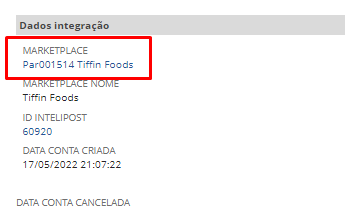 Dados integração
MARKETPLACE
Par001514 Tiffin Foods
MARKETPLACE NOME
Tiffin Foods
ID INTELIPOST
60920
DATA CONTA CRIADA
17/05/2022 21:07:22
DATA CONTA CANCELADA